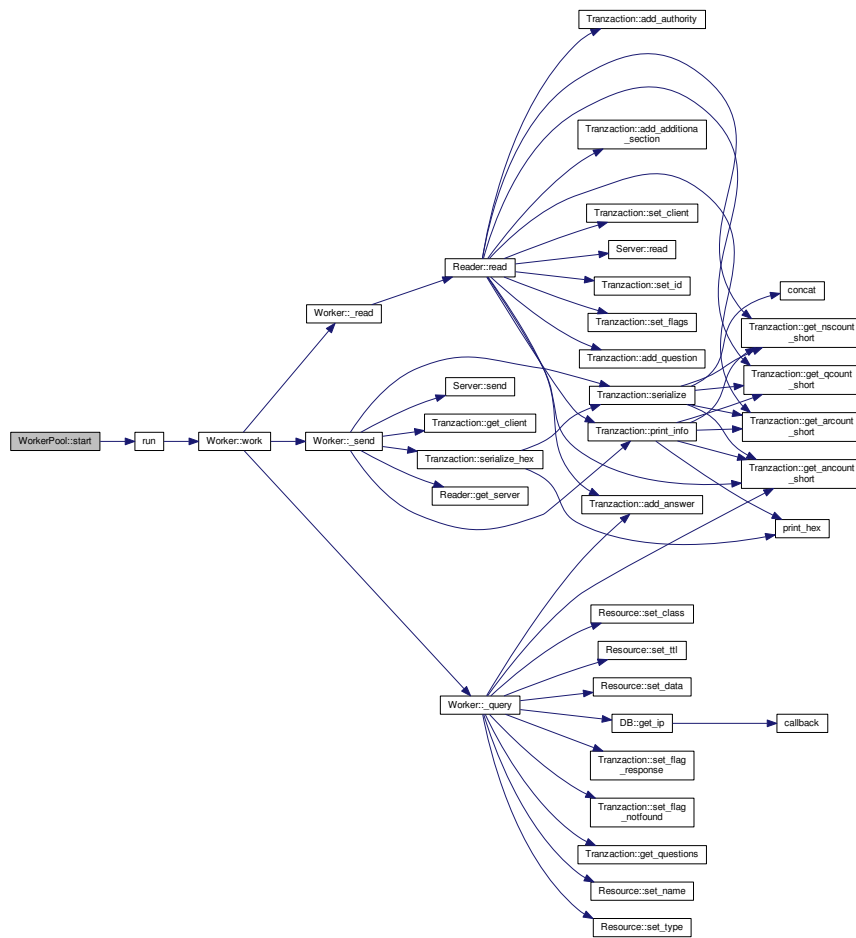 Tranzaction::add_authority
Tranzaction::add_additiona
_section
Tranzaction::set_client
Server::read
Reader::read
Tranzaction::set_id
concat
Worker::_read
Tranzaction::set_flags
Tranzaction::get_nscount
_short
Tranzaction::add_question
Tranzaction::get_qcount
_short
Server::send
Tranzaction::serialize
Tranzaction::get_client
Tranzaction::print_info
Tranzaction::get_arcount
_short
WorkerPool::start
run
Worker::work
Worker::_send
Tranzaction::serialize_hex
Tranzaction::get_ancount
_short
Reader::get_server
Tranzaction::add_answer
print_hex
Resource::set_class
Resource::set_ttl
Resource::set_data
Worker::_query
DB::get_ip
callback
Tranzaction::set_flag
_response
Tranzaction::set_flag
_notfound
Tranzaction::get_questions
Resource::set_name
Resource::set_type